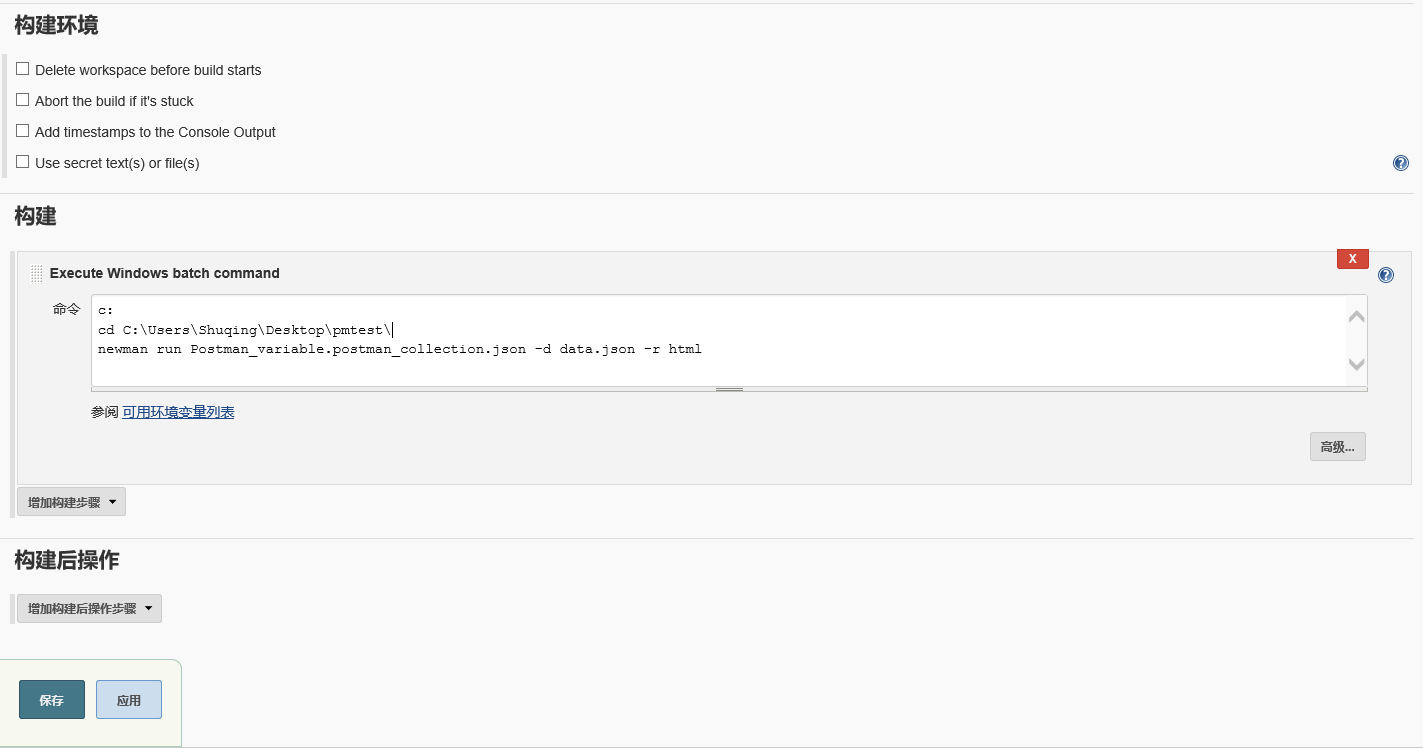 构建环境
Delete workspace before build starts
Abort the build if it's stuck
Add timestamps to the Console Output
Use secret text(s) or file(s)
?
构建
X
Execute Windows batch command
?
命令
c:
cd C:\Users\Shuqing\Desktop\pmtest\
newman run Postman_variable.postman_collection.json -d data.json -r html
参阅 可用环境变量列表
高级...
增加构建步骤
构建后操作
增加构建后操作步骤
保存 应用